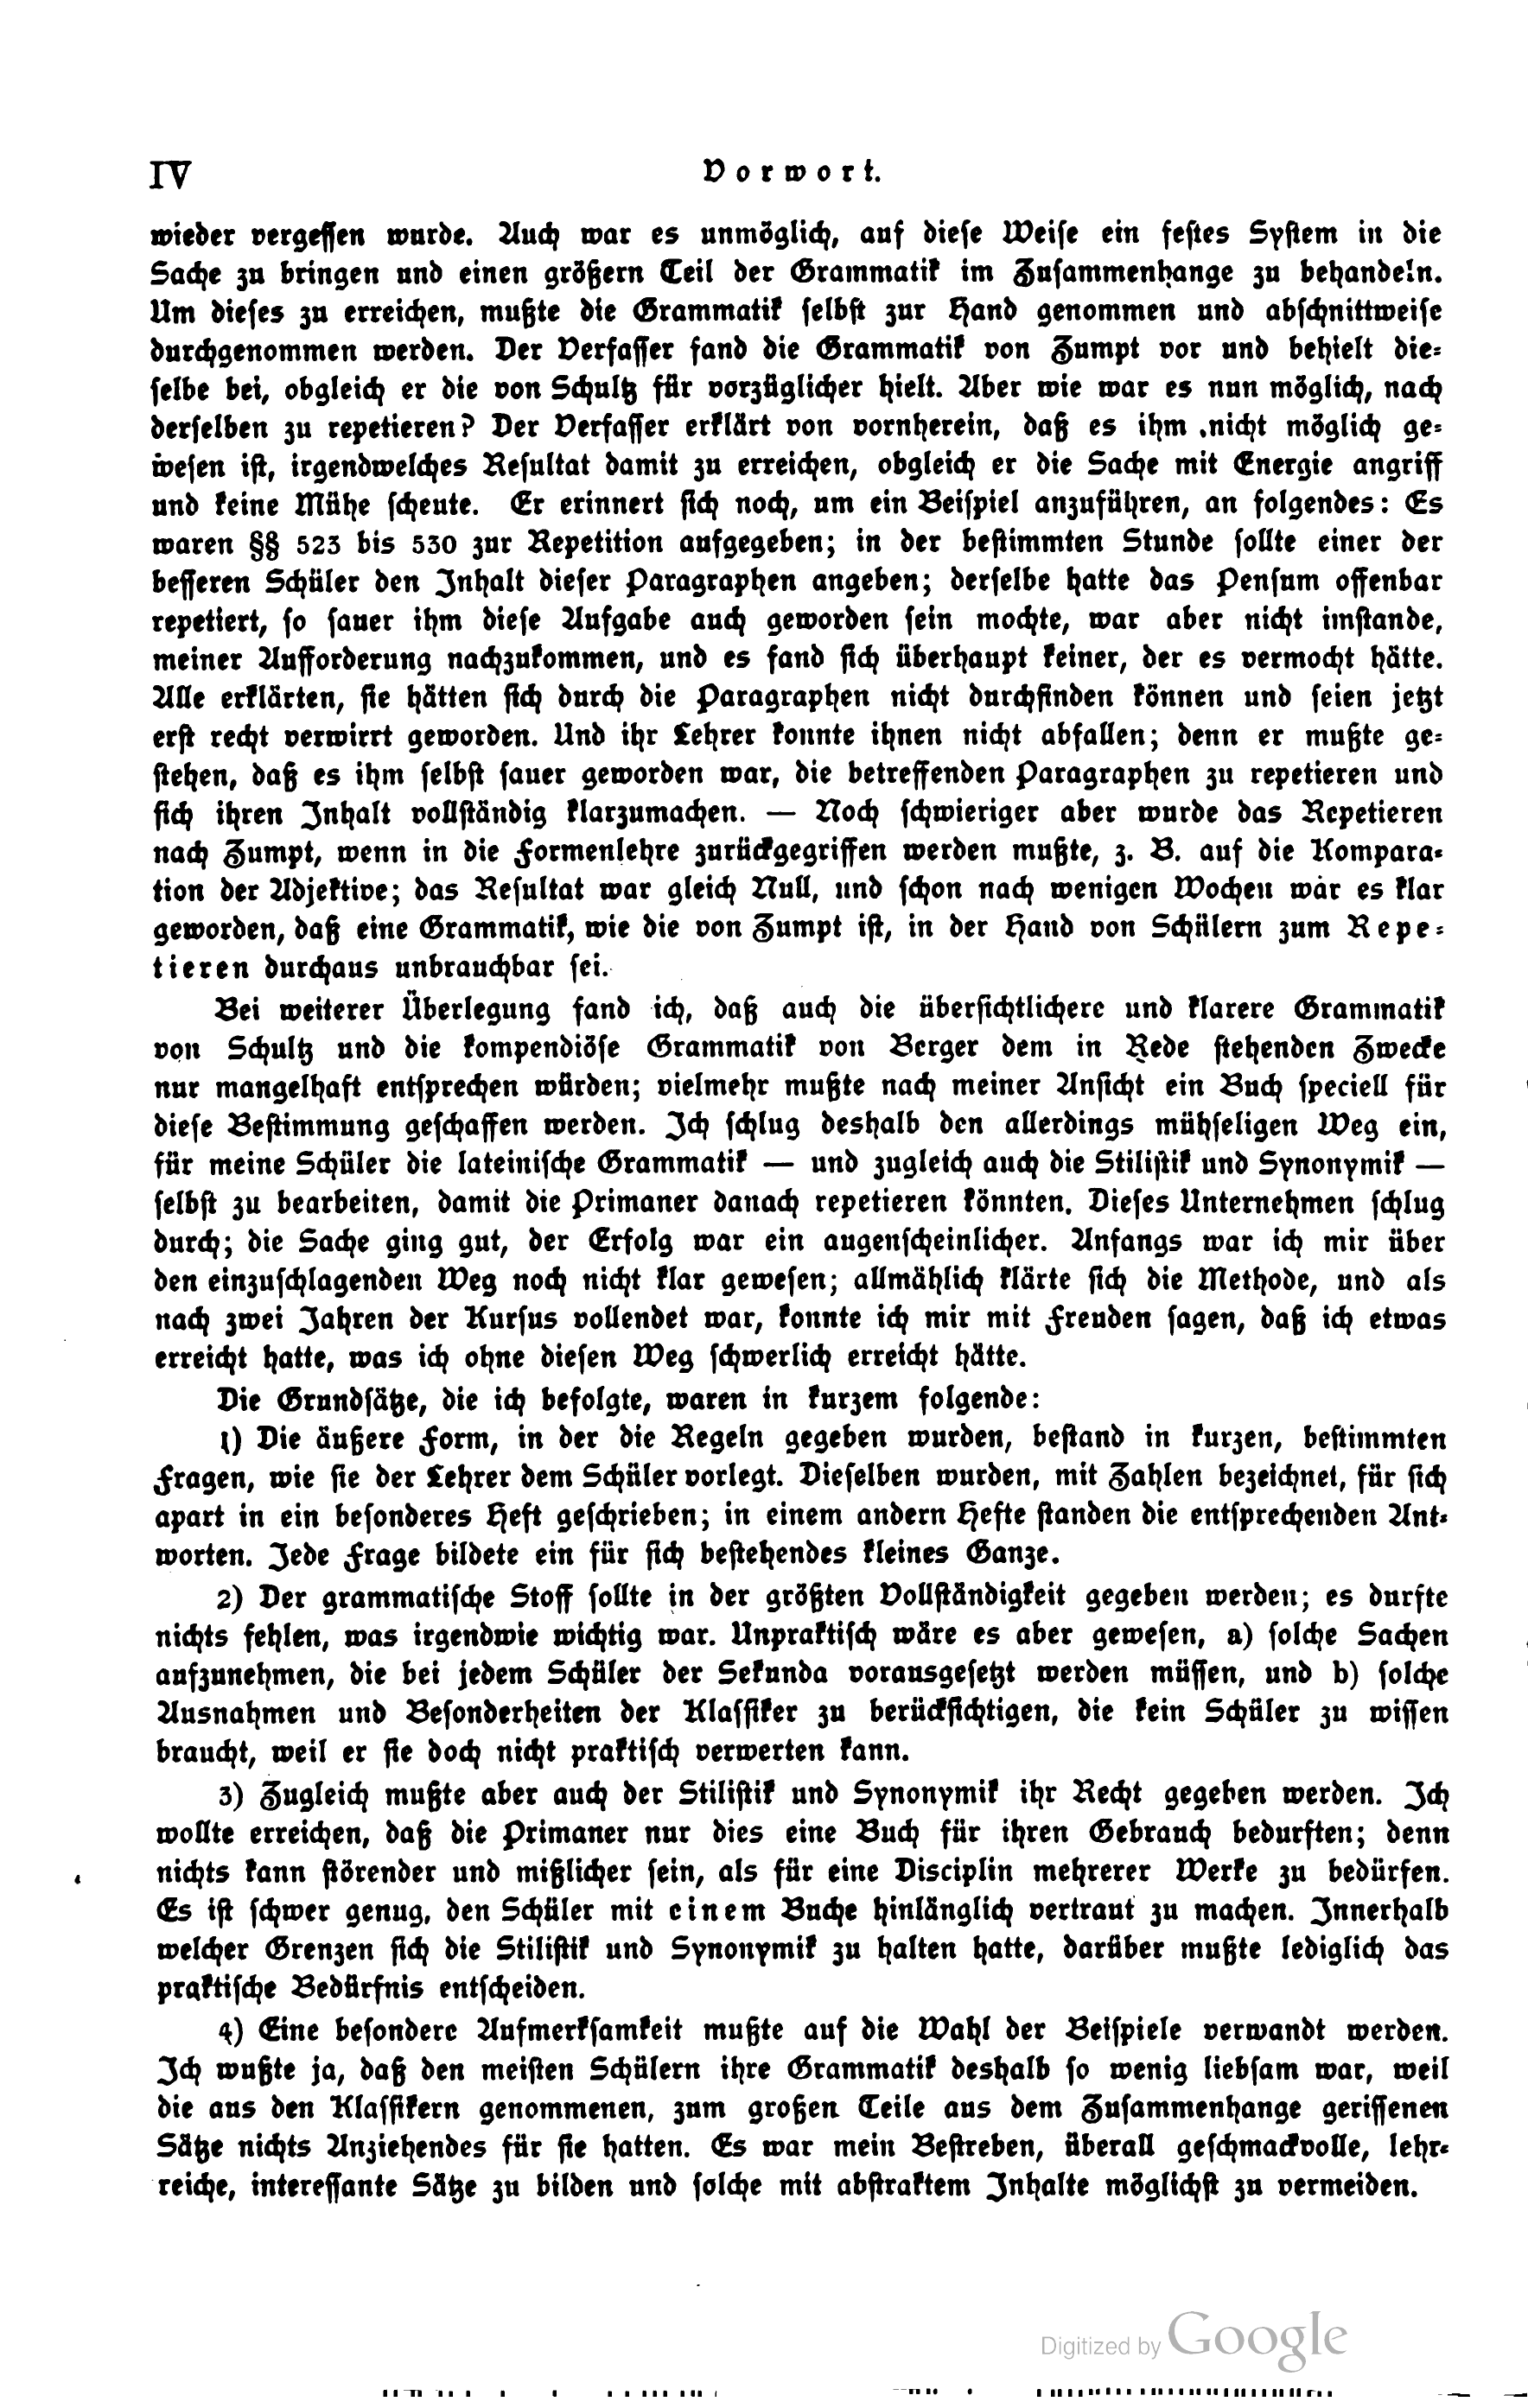 IV
Vorwort.
wieder vergessen wurde. Auch war es unmöglich, auf diese Weise ein festes System in die
Sache zu bringen und einen größern Teil der Grammatik im Zusammenhange zu behandeln.
Um dieses zu erreichen, mußte die Grammatik selbst zur Hand genommen und abschnittweise
durchgenommen werden. Der Verfasser fand die Grammatik von Zumpt vor und behielt die-
selbe bei, obgleich er die von Schultz für vorzüglicher hielt. Aber wie war es nun möglich, nach
derselben zu repetieren? Der Verfasser erklärt von vornherein, daß es ihm nicht möglich ge-
wesen ist, irgendwelches Resultat damit zu erreichen, obgleich er die Sache mit Energie angriff
und keine Mühe scheute. Er erinnert sich noch, um ein Beispiel anzuführen, an folgendes: Es
waren §§ 523 bis 530 zur Repetition aufgegeben; in der bestimmten Stunde sollte einer der
besseren Schüler den Inhalt dieser Paragraphen angeben; derselbe hatte das Pensum offenbar
repetiert, so sauer ihm diese Aufgabe auch geworden sein mochte, war aber nicht imstande,
meiner Aufforderung nachzukommen, und es fand sich überhaupt keiner, der es vermocht hätte.
Alle erklärten, sie hätten sich durch die Paragraphen nicht durchfinden können und seien jetzt
erst recht verwirrt geworden. Und ihr Lehrer konnte ihnen nicht abfallen; denn er mußte ge-
stehen, daß es ihm selbst sauer geworden war, die betreffenden Paragraphen zu repetieren und
sich ihren Inhalt vollständig klarzumachen. — Noch schwieriger aber wurde das Repetieren
nach Zumpt, wenn in die Formenlehre zurückgegriffen werden mußte, z. B. auf die Kompara-
tion der Adjektive; das Resultat war gleich Null, und schon nach wenigen Wochen war es klar
geworden, daß eine Grammatik, wie die von Zumpt ist, in der Hand von Schülern zum Repe-
tieren durchaus unbrauchbar sei.
Bei weiterer Überlegung fand ich, daß auch die übersichtlichere und klarere Grammatik
von Schultz und die kompendiöse Grammatik von Berger dem in Rede stehenden Zwecke
nur mangelhaft entsprechen würden; vielmehr mußte nach meiner Ansicht ein Buch speciell für
diese Bestimmung geschaffen werden. Ich schlug deshalb den allerdings mühseligen Weg ein,
für meine Schüler die lateinische Grammatik — und zugleich auch die Stilistik und Synonymik —
selbst zu bearbeiten, damit die Primaner danach repetieren könnten. Dieses Unternehmen schlug
durch; die Sache ging gut, der Erfolg war ein augenscheinlicher. Anfangs war ich mir über
den einzuschlagenden Weg noch nicht klar gewesen; allmählich klärte sich die Methode, und als
nach zwei Jahren der Kursus vollendet war, konnte ich mir mit Freuden sagen, daß ich etwas
erreicht hatte, was ich ohne diesen Weg schwerlich erreicht hätte.
Die Grundsätze, die ich befolgte, waren in kurzem folgende:
1) Die äußere Form, in der die Regeln gegeben wurden, bestand in kurzen, bestimmten
Fragen, wie sie der Lehrer dem Schüler vorlegt. Dieselben wurden, mit Zahlen bezeichnet, für sich
apart in ein besonderes Heft geschrieben; in einem andern Hefte standen die entsprechenden Ant-
worten. Jede Frage bildete ein für sich bestehendes kleines Ganze.
2) Der grammatische Stoff sollte in der größten Vollständigkeit gegeben werden; es durfte
nichts fehlen, was irgendwie wichtig war. Unpraktisch wäre es aber gewesen, a) solche Sachen
aufzunehmen, die bei jedem Schüler der Sekunda vorausgesetzt werden müssen, und b) solche
Ausnahmen und Besonderheiten der Klassiker zu berücksichtigen, die kein Schüler zu wissen
braucht, weil er sie doch nicht praktisch verwerten kann.
3) Zugleich mußte aber auch der Stilistik und Synonymik ihr Recht gegeben werden. Ich
wollte erreichen, daß die Primaner nur dies eine Buch für ihren Gebrauch bedurften; denn
nichts kann störender und mißlicher sein, als für eine Disciplin mehrerer Werke zu bedürfen.
Es ist schwer genug, den Schüler mit einem Buche hinlänglich vertraut zu machen. Innerhalb
welcher Grenzen sich die Stilistik und Synonymik zu halten hatte, darüber mußte lediglich das
praktische Bedürfnis entscheiden.
4) Eine besondere Aufmerksamkeit mußte auf die Wahl der Beispiele verwandt werden.
Ich wußte ja, daß den meisten Schülern ihre Grammatik deshalb so wenig liebsam war, weil
die aus den Klassikern genommenen, zum großen Teile aus dem Zusammenhange gerissenen
Sätze nichts Anziehendes für sie hatten. Es war mein Bestreben, überall geschmackvolle, lehr-
reiche, interessante Sätze zu bilden und solche mit abstraktem Inhalte möglichst zu vermeiden.
Digitized by Google